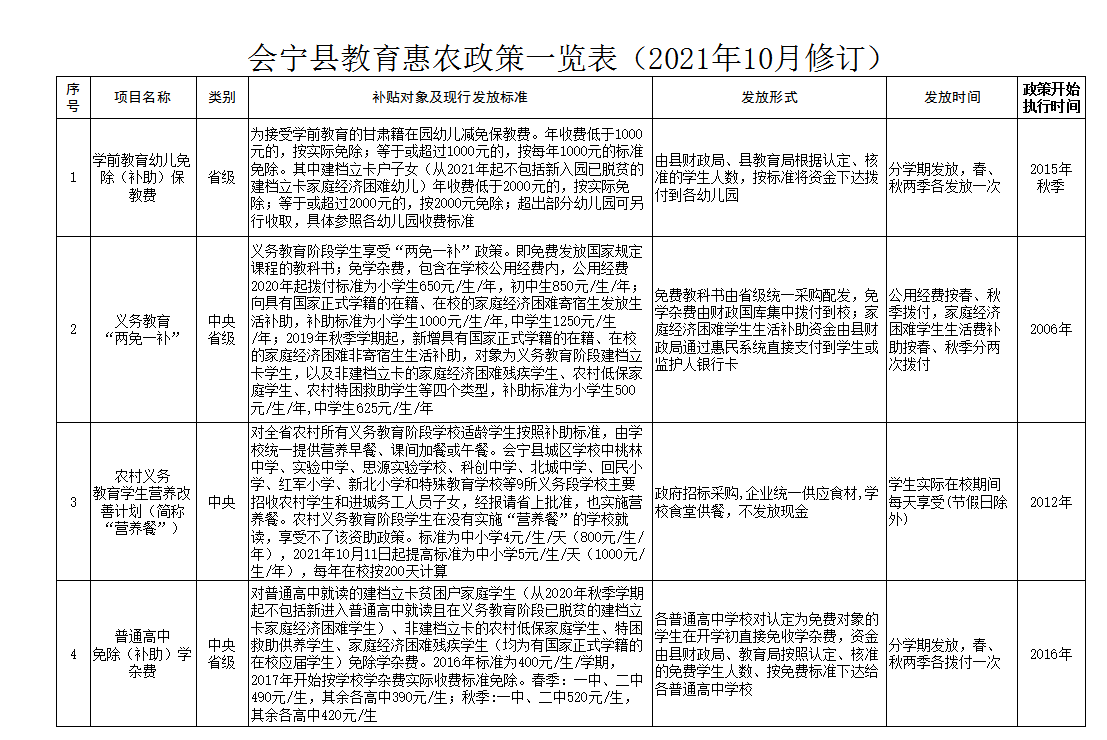 会宁县教育惠农政策一览表（2021年10月修订）
序
号
项目名称
类别
补贴对象及现行发放标准
发放形式
发放时间
政策开始
执行时间
1
学前教育幼儿免
除（补助）保
教费
省级
为接受学前教育的甘肃籍在园幼儿减免保教费。年收费低于1000
元的，按实际免除；等于或超过1000元的，按每年1000元的标准
免除。其中建档立卡户子女（从2021年起不包括新入园已脱贫的
建档立卡家庭经济困难幼儿）年收费低于2000元的，按实际免
除；等于或超过2000元的，按2000元免除；超出部分幼儿园可另
行收取，具体参照各幼儿园收费标准
由县财政局、县教育局根据认定、核
准的学生人数，按标准将资金下达拨
付到各幼儿园
分学期发放，春、
秋两季各发放一次
2015年
秋季
2
义务教育
“两免一补”
中央
省级
义务教育阶段学生享受“两免一补”政策。即免费发放国家规定
课程的教科书；免学杂费，包含在学校公用经费内，公用经费
2020年起拨付标准为小学生650元/生/年，初中生850元/生/年；
向具有国家正式学籍的在籍、在校的家庭经济困难寄宿生发放生
活补助，补助标准为小学生1000元/生/年,中学生1250元/生
/年；2019年秋季学期起，新增具有国家正式学籍的在籍、在校
的家庭经济困难非寄宿生生活补助，对象为义务教育阶段建档立
卡学生，以及非建档立卡的家庭经济困难残疾学生、农村低保家
庭学生、农村特困救助学生等四个类型，补助标准为小学生500
元/生/年,中学生625元/生/年
免费教科书由省级统一采购配发，免
学杂费由财政国库集中拨付到校；家
庭经济困难学生生活补助资金由县财
政局通过惠民系统直接支付到学生或
监护人银行卡
公用经费按春、秋
季拨付，家庭经济
困难学生生活费补
助按春、秋季分两
次拨付
2006年
3
农村义务
教育学生营养改
善计划（简称
“营养餐”）
中央
对全省农村所有义务教育阶段学校适龄学生按照补助标准，由学
校统一提供营养早餐、课间加餐或午餐。会宁县城区学校中桃林
中学、实验中学、思源实验学校、科创中学、北城中学、回民小
学、红军小学、新北小学和特殊教育学校等9所义务段学校主要
招收农村学生和进城务工人员子女，经报请省上批准，也实施营
养餐。农村义务教育阶段学生在没有实施“营养餐”的学校就
读，享受不了该资助政策。标准为中小学4元/生/天（800元/生/
年），2021年10月11日起提高标准为中小学5元/生/天（1000元/
生/年），每年在校按200天计算
政府招标采购,企业统一供应食材,学
校食堂供餐，不发放现金
学生实际在校期间
每天享受(节假日除
外)
2012年
4
普通高中
免除（补助）学
杂费
中央
省级
对普通高中就读的建档立卡贫困户家庭学生（从2020年秋季学期
起不包括新进入普通高中就读且在义务教育阶段已脱贫的建档立
卡家庭经济困难学生）、非建档立卡的农村低保家庭学生、特困
救助供养学生、家庭经济困难残疾学生（均为有国家正式学籍的
在校应届学生）免除学杂费。2016年标准为400元/生/学期，
2017年开始按学校学杂费实际收费标准免除。春季：一中、二中
490元/生，其余各高中390元/生；秋季:一中、二中520元/生，
其余各高中420元/生
各普通高中学校对认定为免费对象的
学生在开学初直接免收学杂费，资金
由县财政局、教育局按照认定、核准
的免费学生人数、按免费标准下达给
各普通高中学校
分学期发放，春、
秋两季各拨付一次
2016年